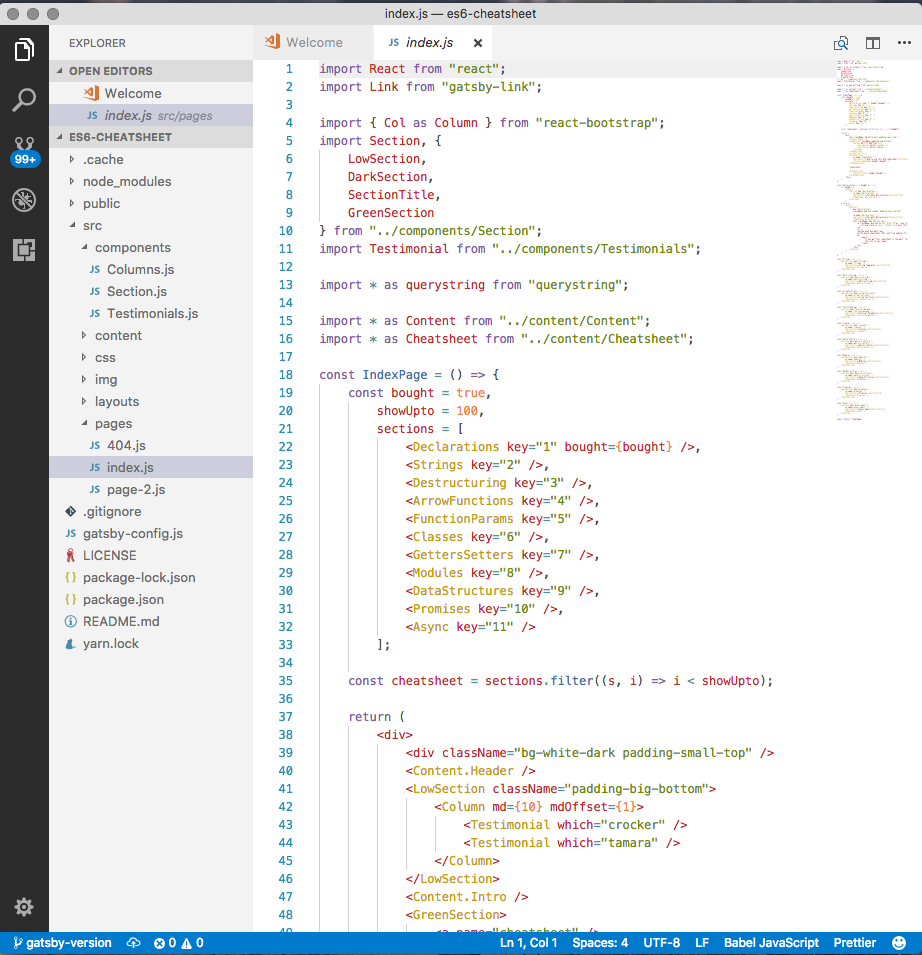 index.js — es6-cheatsheet
EXPLORER
OPEN EDITORS
Welcome
JS index.js src/pages
ES6-CHEATSHEET
.cache
node_modules
public
src
components
JS Columns.js
JS Section.js
JS Testimonials.js
content
css
img
layouts
pages
JS 404.js
JS index.js
JS page-2.js
.gitignore
JS gatsby-config.js
LICENSE
{ } package-lock.json
{ } package.json
README.md
yarn.lock
99+
Welcome
JS index.js ×
1 import React from "react";
2 import Link from "gatsby-link";
3
4 import { Col as Column } from "react-bootstrap";
5 import Section, {
6     LowSection,
7     DarkSection,
8     SectionTitle,
9     GreenSection
10 } from "../components/Section";
11 import Testimonial from "../components/Testimonials";
12
13 import * as querystring from "querystring";
14
15 import * as Content from "../content/Content";
16 import * as Cheatsheet from "../content/Cheatsheet";
17
18 const IndexPage = () => {
19     const bought = true,
20         showUpto = 100,
21         sections = [
22             <Declarations key="1" bought={bought} />,
23             <Strings key="2" />,
24             <Destructuring key="3" />,
25             <ArrowFunctions key="4" />,
26             <FunctionParams key="5" />,
27             <Classes key="6" />,
28             <GettersSetters key="7" />,
29             <Modules key="8" />,
30             <DataStructures key="9" />,
31             <Promises key="10" />,
32             <Async key="11" />
33         ];
34
35     const cheatsheet = sections.filter((s, i) => i < showUpto);
36
37     return (
38         <div>
39             <div className="bg-white-dark padding-small-top" />
40             <Content.Header />
41             <LowSection className="padding-big-bottom">
42                 <Column md={10} mdOffset={1}>
43                     <Testimonial which="crocker" />
44                     <Testimonial which="tamara" />
45                 </Column>
46             </LowSection>
47             <Content.Intro />
48             <GreenSection>
49                 <a name="cheatsheet" />
gatsby-version 0 0 Ln 1, Col 1 Spaces: 4 UTF-8 LF Babel JavaScript Prettier